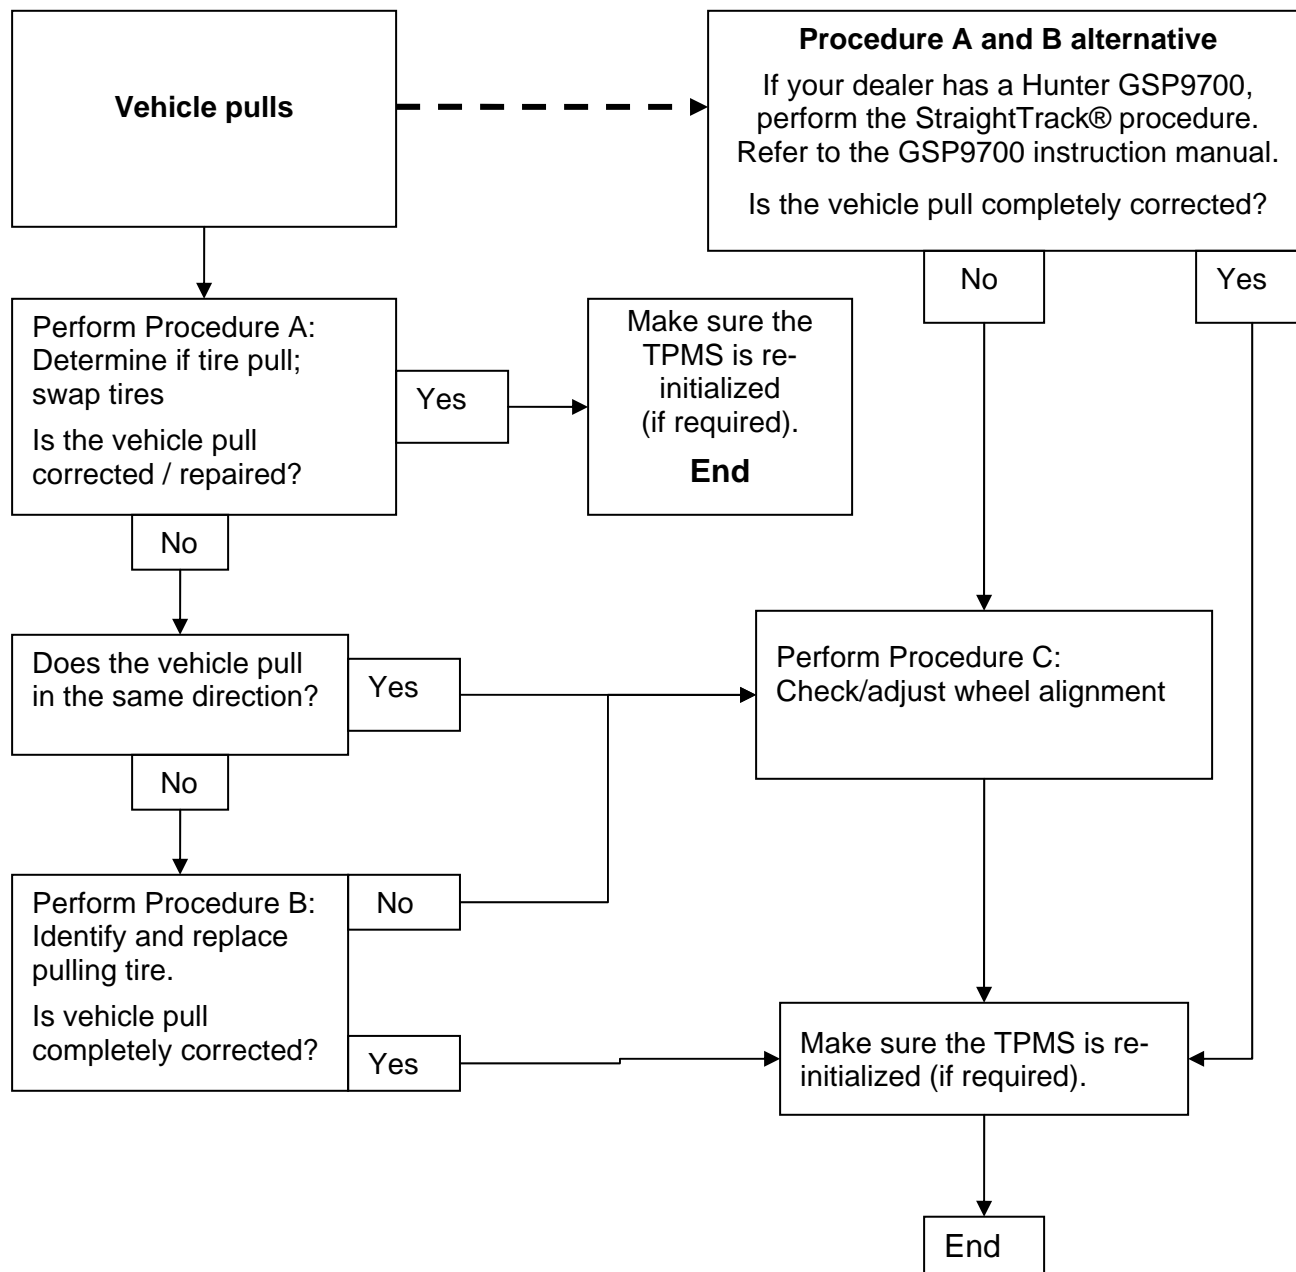 Vehicle pulls
Procedure A and B alternative
If your dealer has a Hunter GSP9700,
perform the StraightTrack® procedure.
Refer to the GSP9700 instruction manual.
Is the vehicle pull completely corrected?
No
Yes
Perform Procedure A:
Determine if tire pull;
swap tires
Is the vehicle pull
corrected / repaired?
Yes
Make sure the
TPMS is re-
initialized
(if required).
End
No
Does the vehicle pull
in the same direction?
Yes
Perform Procedure C:
Check/adjust wheel alignment
No
Perform Procedure B:
Identify and replace
pulling tire.
Is vehicle pull
completely corrected?
No
Yes
Make sure the TPMS is re-
initialized (if required).
End